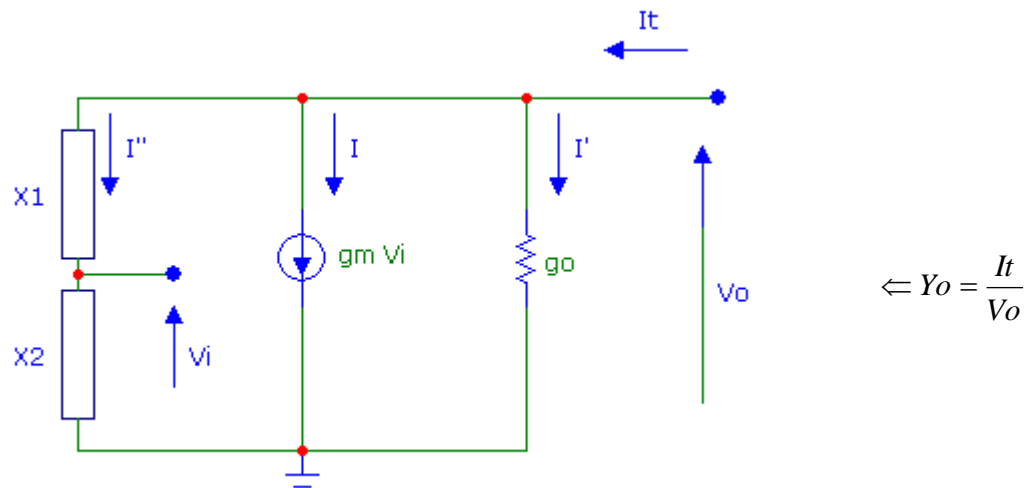 It
I"
I
I'
X1
gm Vi
go
Vo
⇐ Yo = It/Vo
X2
Vi